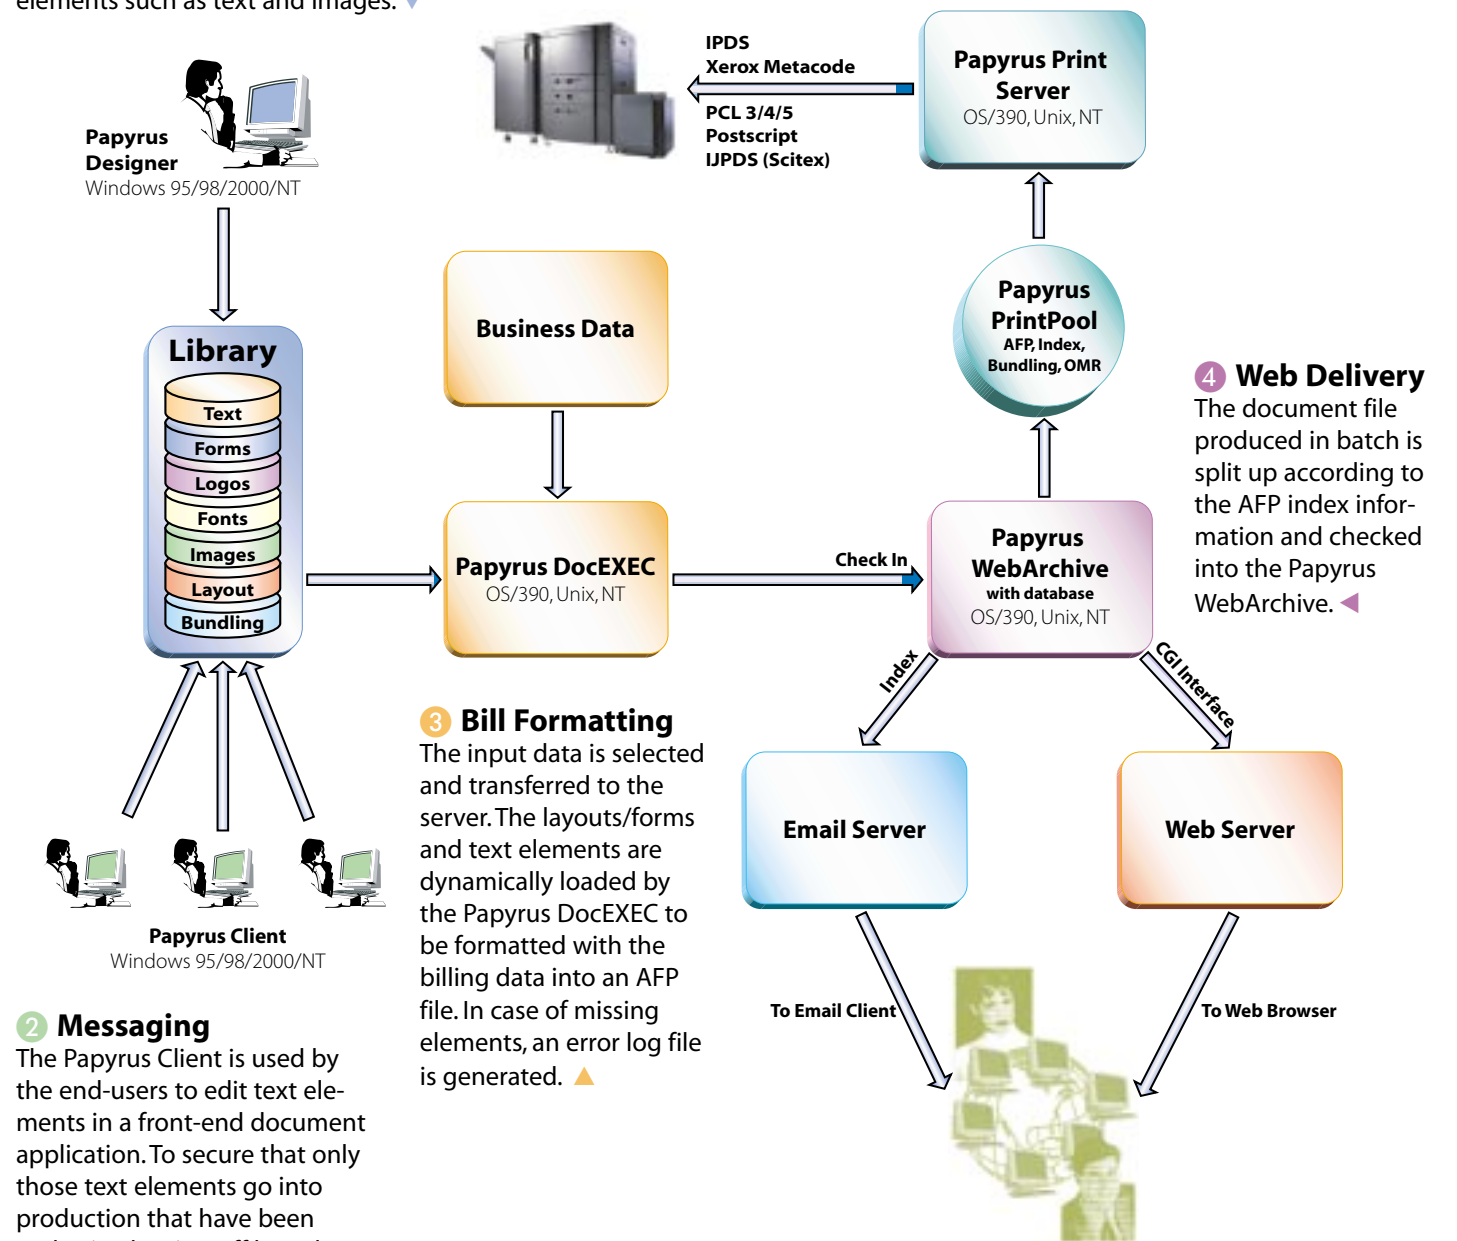 elements such as text and images.
IPDS
Xerox Metacode
PCL 3/4/5
Postscript
IJPDS (Scitex)
Papyrus Print
Server
OS/390, Unix, NT
Papyrus
Designer
Windows 95/98/2000/NT
Library
Text
Forms
Logos
Fonts
Images
Layout
Bundling
Business Data
Papyrus
PrintPool
AFP, Index,
Bundling, OMR
4 Web Delivery
The document file
produced in batch is
split up according to
the AFP index infor-
mation and checked
into the Papyrus
WebArchive.
Papyrus DocEXEC
OS/390, Unix, NT
Check In
Papyrus
WebArchive
with database
OS/390, Unix, NT
Index
CGI Interface
3 Bill Formatting
The input data is selected
and transferred to the
server. The layouts/forms
and text elements are
dynamically loaded by
the Papyrus DocEXEC to
be formatted with the
billing data into an AFP
file. In case of missing
elements, an error log file
is generated.
Email Server
Web Server
Papyrus Client
Windows 95/98/2000/NT
To Email Client
To Web Browser
2 Messaging
The Papyrus Client is used by
the end-users to edit text ele-
ments in a front-end document
application. To secure that only
those text elements go into
production that have been